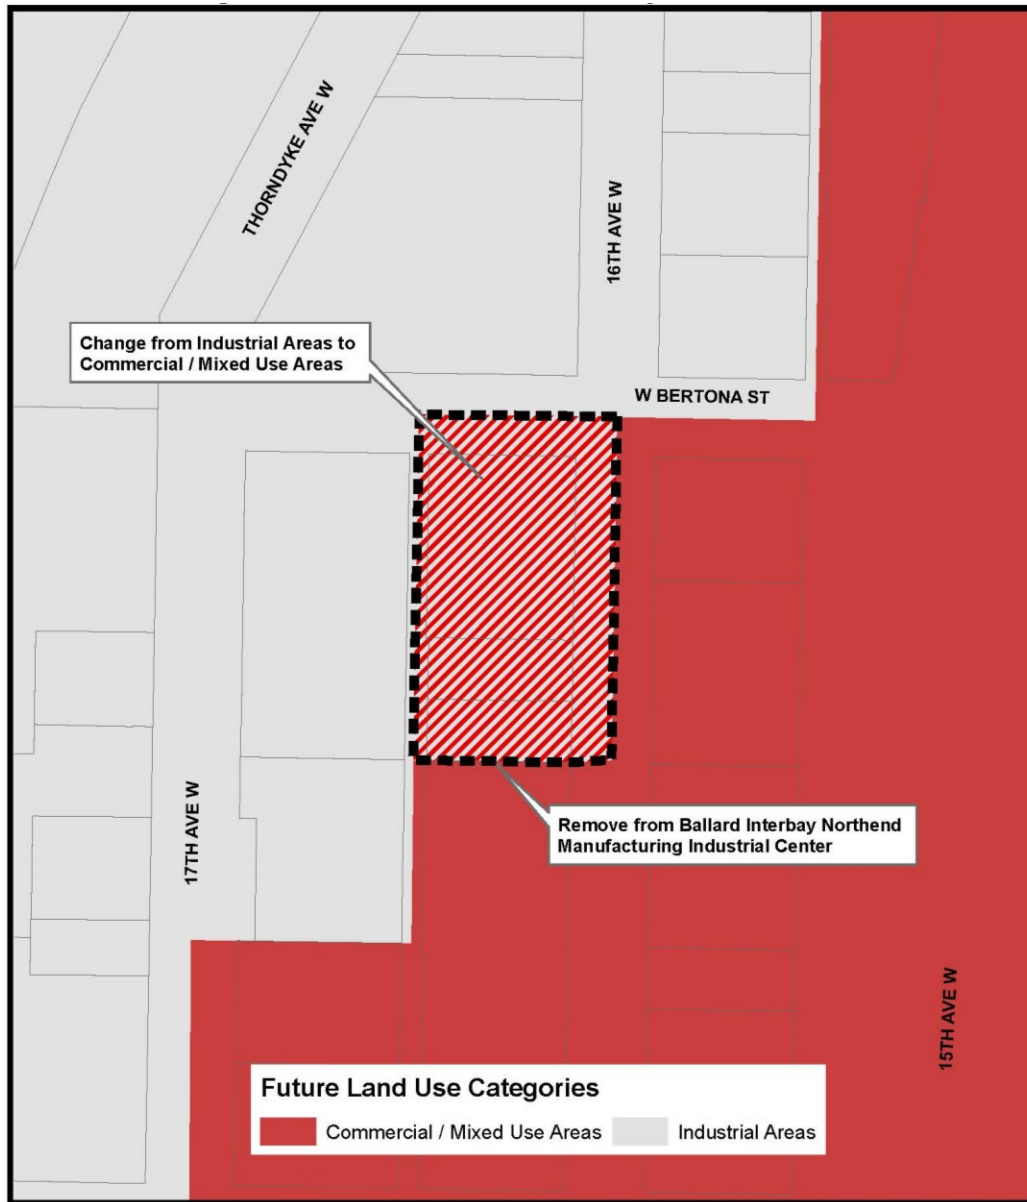 THORNDYKE AVE W
16TH AVE W
Change from Industrial Areas to
Commercial / Mixed Use Areas
W BERTONA ST
17TH AVE W
Remove from Ballard Interbay Northend
Manufacturing Industrial Center
15TH AVE W
Future Land Use Categories
Commercial / Mixed Use Areas
Industrial Areas